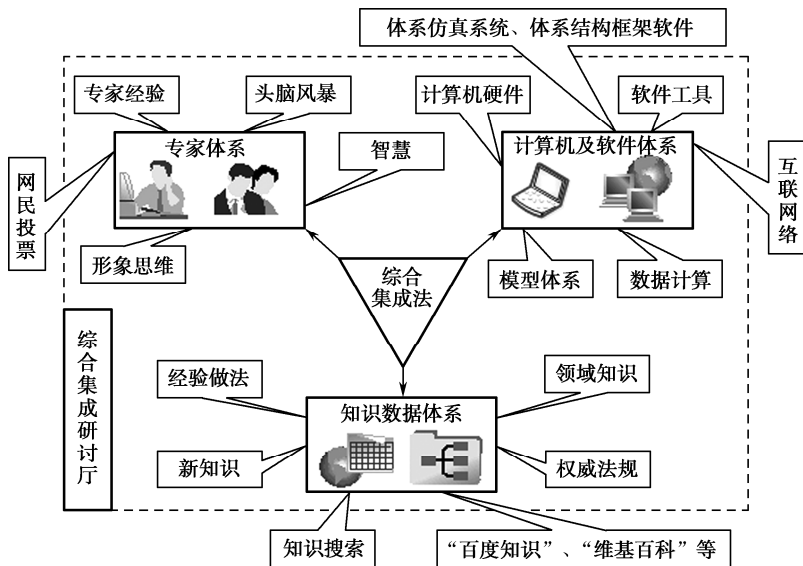 体系仿真系统、体系结构框架软件
专家经验
头脑风暴
计算机硬件
软件工具
专家体系
智慧
计算机及软件体系
网民投票
互联网络
形象思维
综合
集成法
模型体系
数据计算
综合集成研讨厅
经验做法
领域知识
知识数据体系
新知识
权威法规
知识搜索
“百度知识”、“维基百科”等